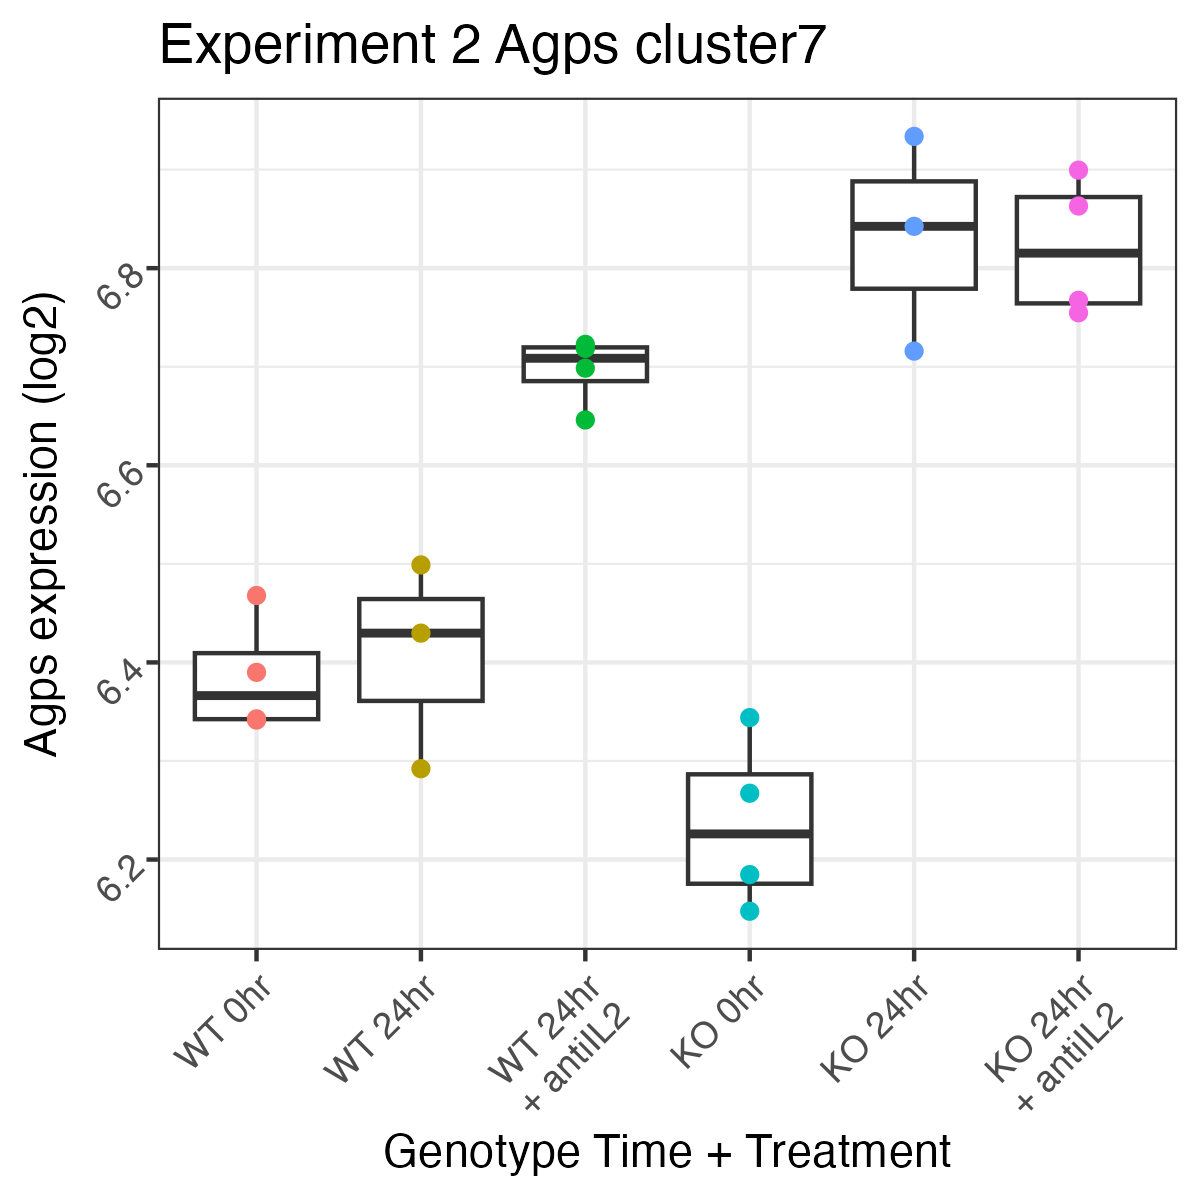 Experiment 2 Agps cluster7
Agps expression (log2)
6.8
6.6
6.4
6.2
WT 0hr
WT 24hr
WT 24hr
+ antiIL2
KO 0hr
KO 24hr
KO 24hr
+ antiIL2
Genotype Time + Treatment